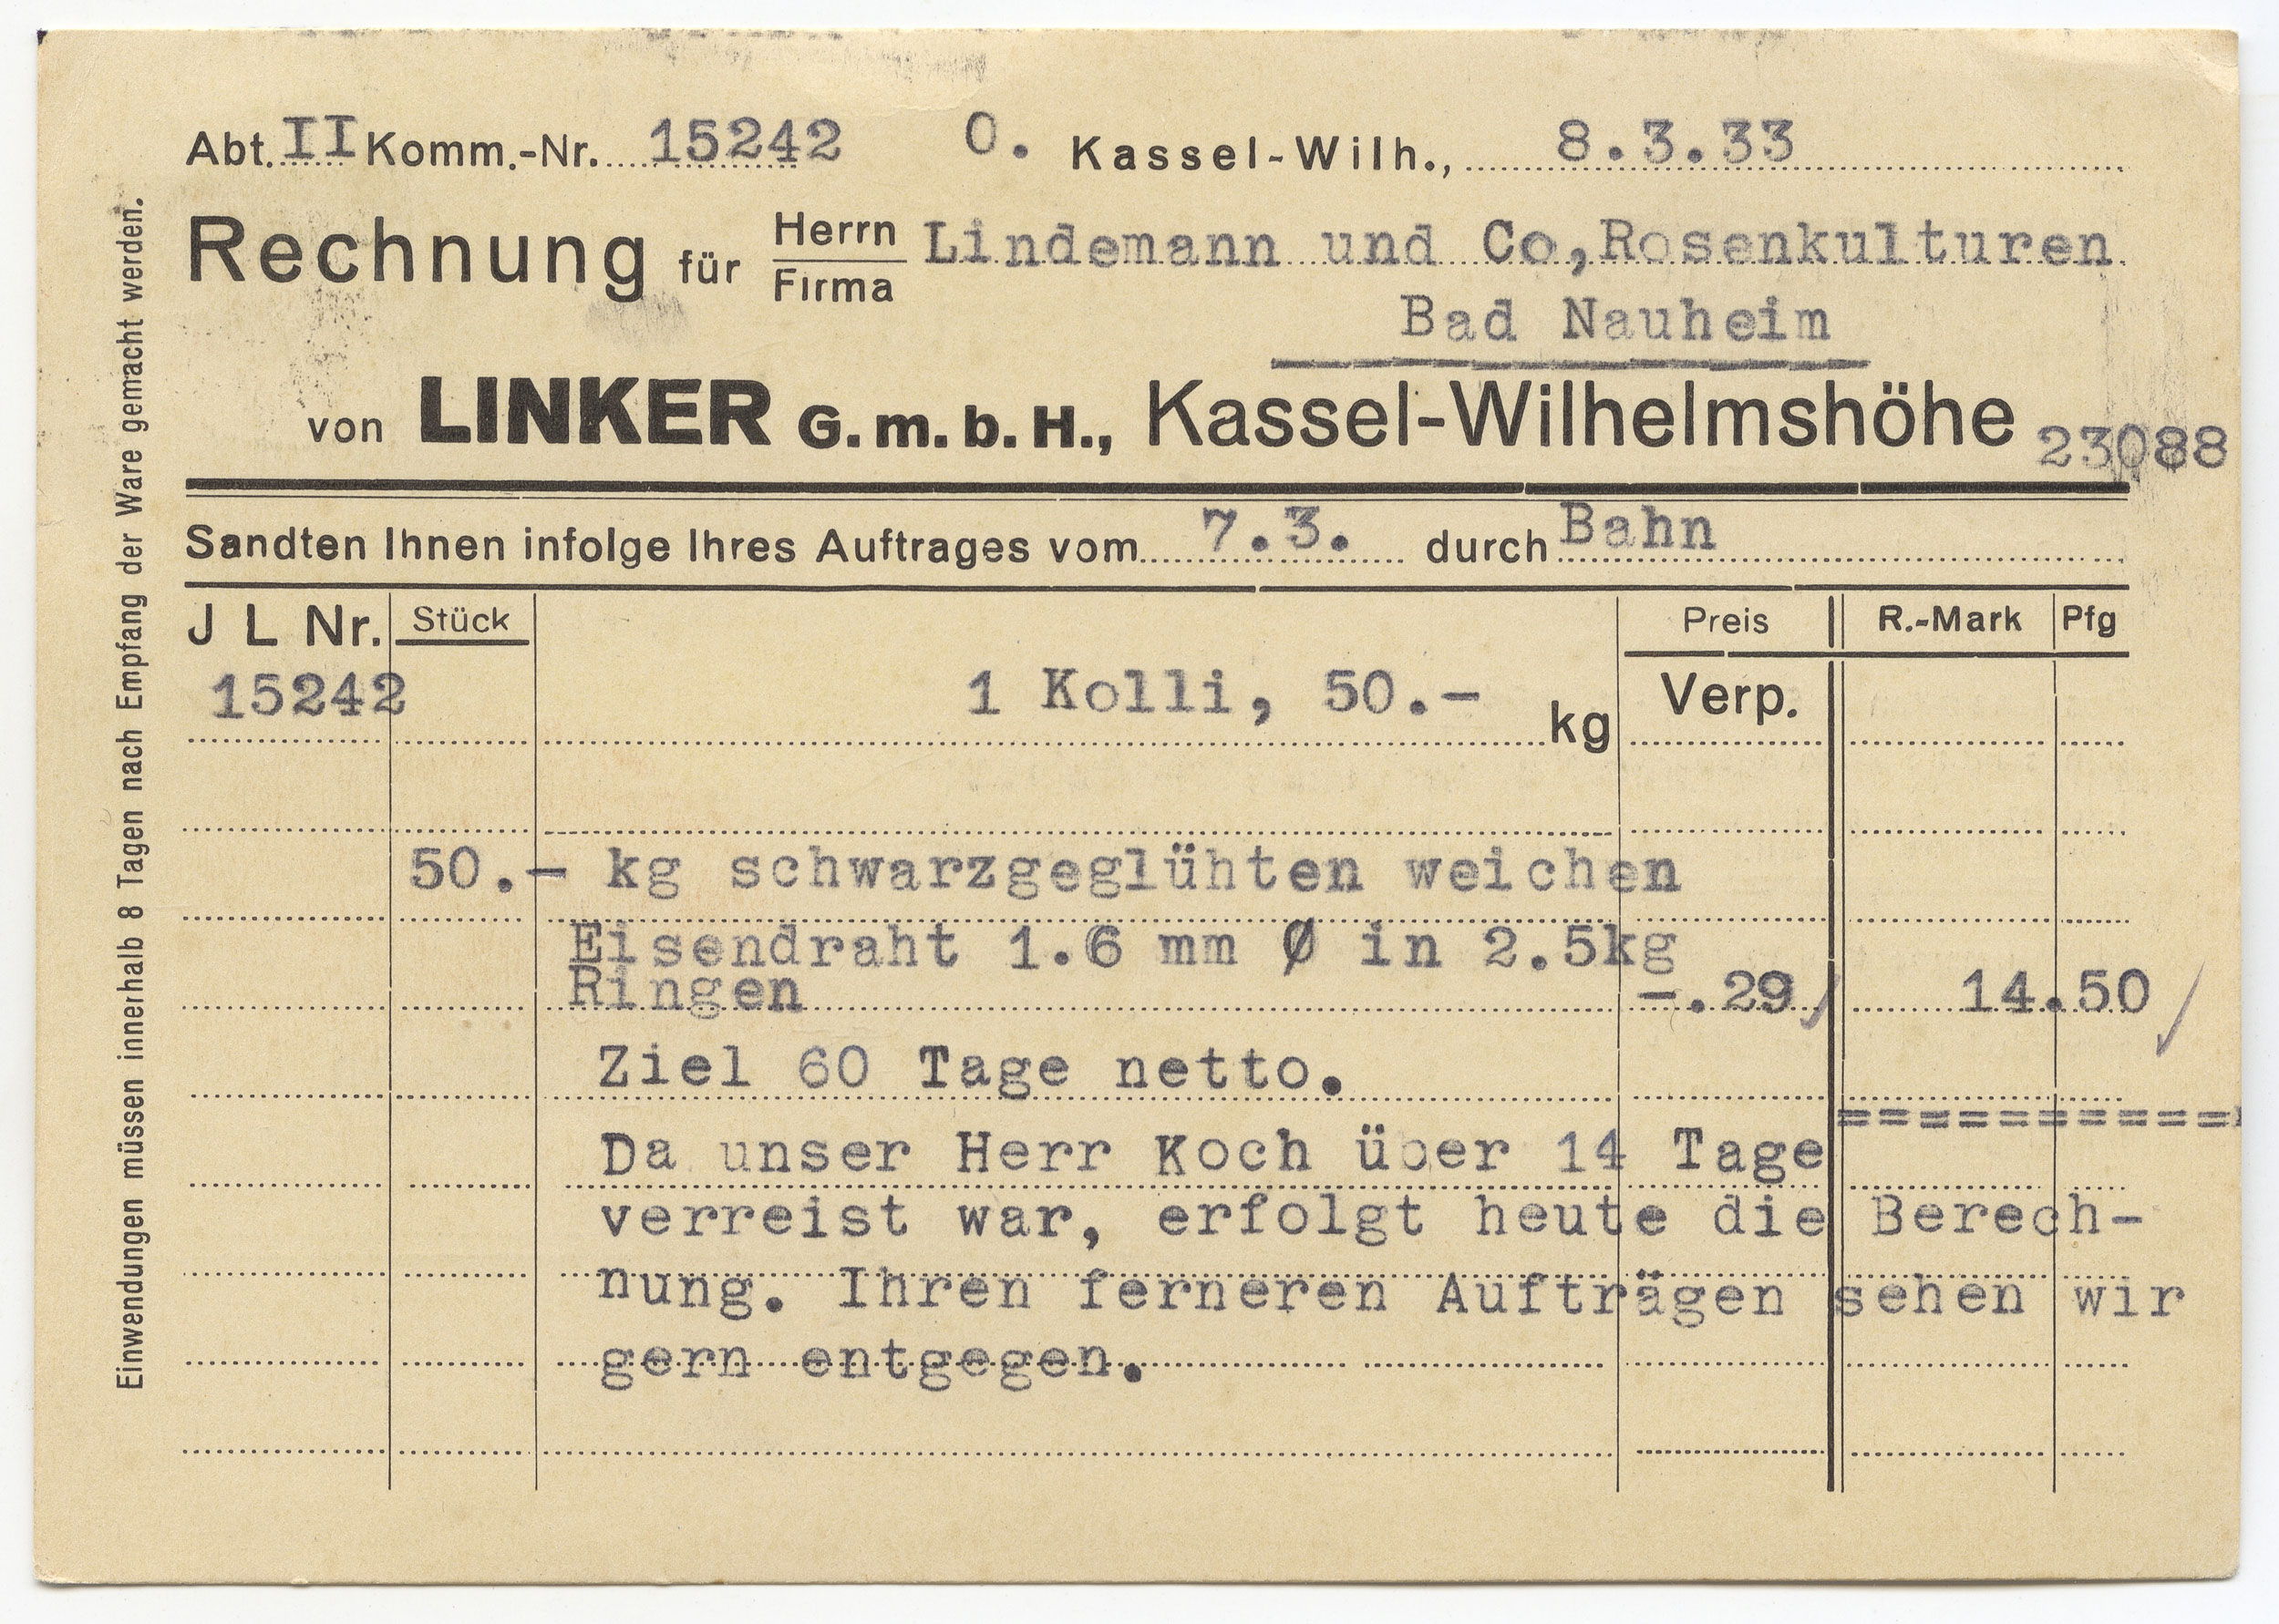 Abt. II Komm.-Nr. 15242 O. Kassel-Wilh., 8.3.33
Rechnung für Herrn Lindemann und Co,Rosenkulturen
Firma
Bad Nauheim
von LINKER G. m. b. H., Kassel-Wilhelmshöhe 23088
Sandten Ihnen infolge Ihres Auftrages vom 7.3. durch Bahn
J L Nr. Stück Preis R.-Mark Pfg
15242 1 Kolli, 50.- kg Verp.
50.- kg schwarzgeglühten weichen
Eisendraht 1.6 mm Ø in 2.5kg
Ringen -.29 14.50
Ziel 60 Tage netto.
===========
Da unser Herr Koch über 14 Tage
verreist war, erfolgt heute die Berech-
nung. Ihren ferneren Aufträgen sehen wir
gern entgegen.
Einwendungen müssen innerhalb 8 Tagen nach Empfang der Ware gemacht werden.